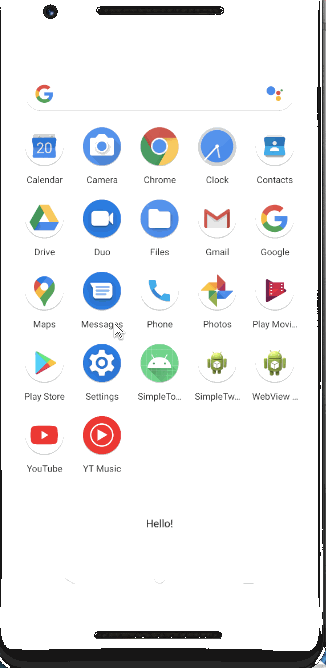 20
Calendar Camera Chrome Clock Contacts
Drive Duo Files Gmail Google
Maps Messages Phone Photos Play Movi...
Play Store Settings SimpleTo... SimpleTw... WebView ...
YouTube YT Music
Hello!